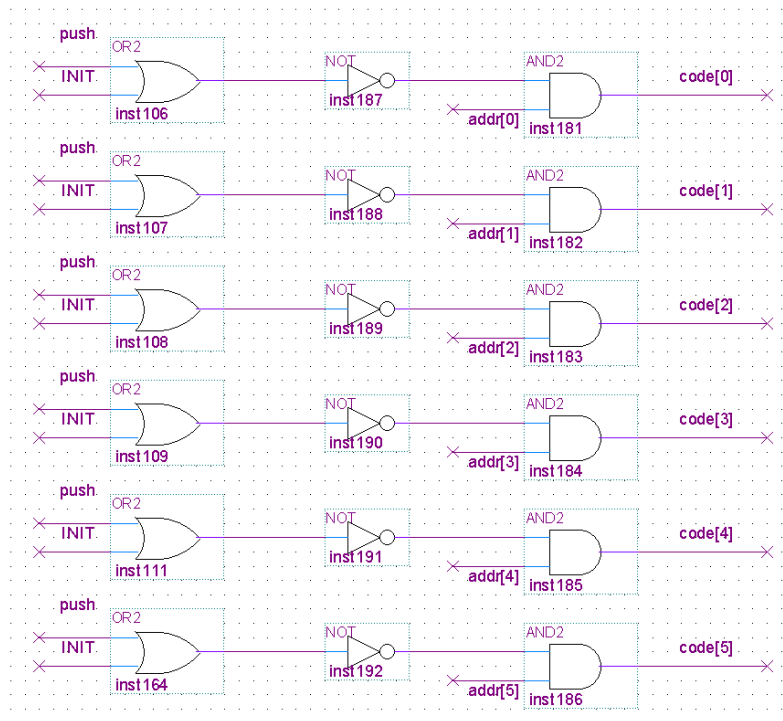 push
OR2
INIT
inst106
NOT
inst187
AND2
addr[0]
inst181
code[0]
push
OR2
INIT
inst107
NOT
inst188
AND2
addr[1]
inst182
code[1]
push
OR2
INIT
inst108
NOT
inst189
AND2
addr[2]
inst183
code[2]
push
OR2
INIT
inst109
NOT
inst190
AND2
addr[3]
inst184
code[3]
push
OR2
INIT
inst111
NOT
inst191
AND2
addr[4]
inst185
code[4]
push
OR2
INIT
inst164
NOT
inst192
AND2
addr[5]
inst186
code[5]